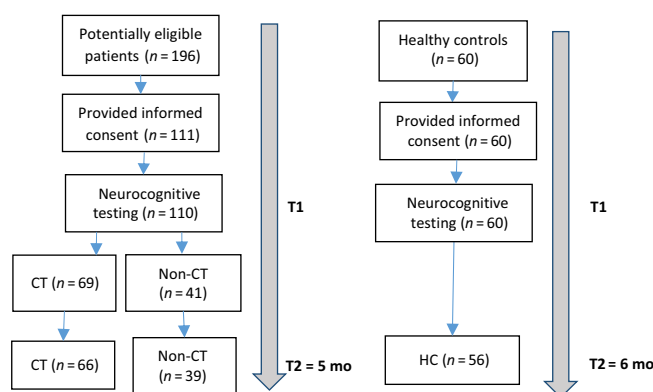 Potentially eligible
patients (n = 196)
Provided informed
consent (n = 111)
Neurocognitive
testing (n = 110)
CT (n = 69)
Non-CT
(n = 41)
CT (n = 66)
Non-CT
(n = 39)
T1
T2 = 5 mo
Healthy controls
(n = 60)
Provided informed
consent (n = 60)
Neurocognitive
testing (n = 60)
HC (n = 56)
T1
T2 = 6 mo